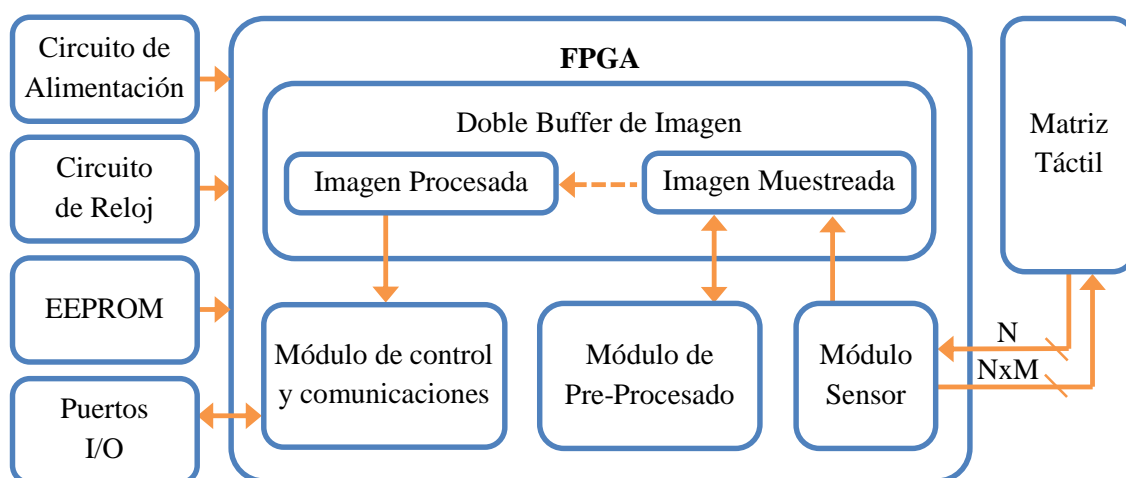 Circuito de
Alimentación
Circuito
de Reloj
EEPROM
Puertos
I/O
FPGA
Doble Buffer de Imagen
Imagen Procesada
Imagen Muestreada
Módulo de control
y comunicaciones
Módulo de
Pre-Procesado
Módulo
Sensor
Matriz
Táctil
N
NxM